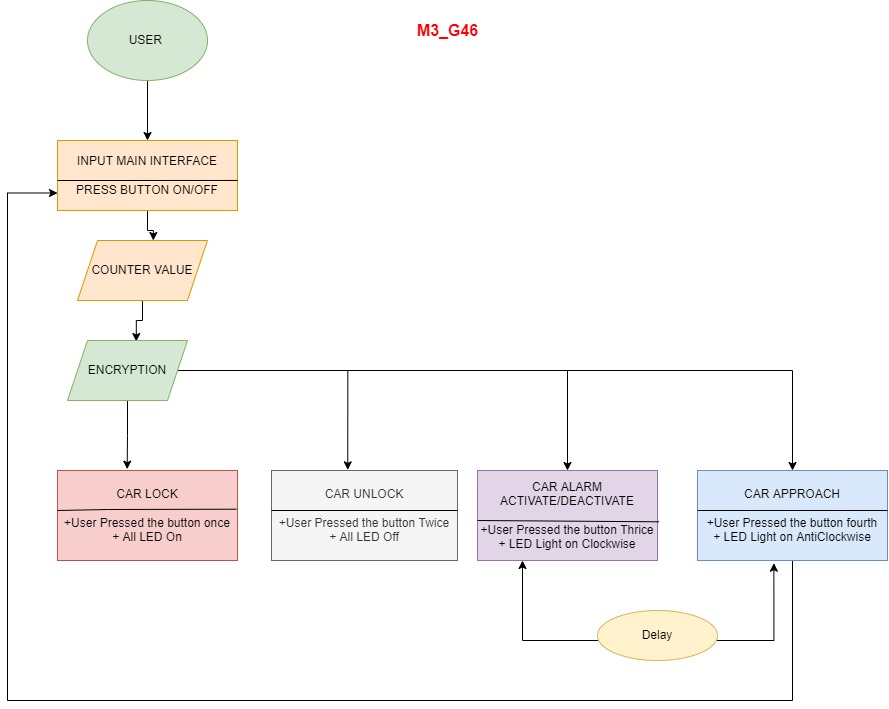 USER
M3_G46
INPUT MAIN INTERFACE
PRESS BUTTON ON/OFF
COUNTER VALUE
ENCRYPTION
CAR LOCK
+User Pressed the button once
+ All LED On
CAR UNLOCK
+User Pressed the button Twice
+ All LED Off
CAR ALARM
ACTIVATE/DEACTIVATE
+User Pressed the button Thrice
+ LED Light on Clockwise
CAR APPROACH
+User Pressed the button fourth
+ LED Light on AntiClockwise
Delay